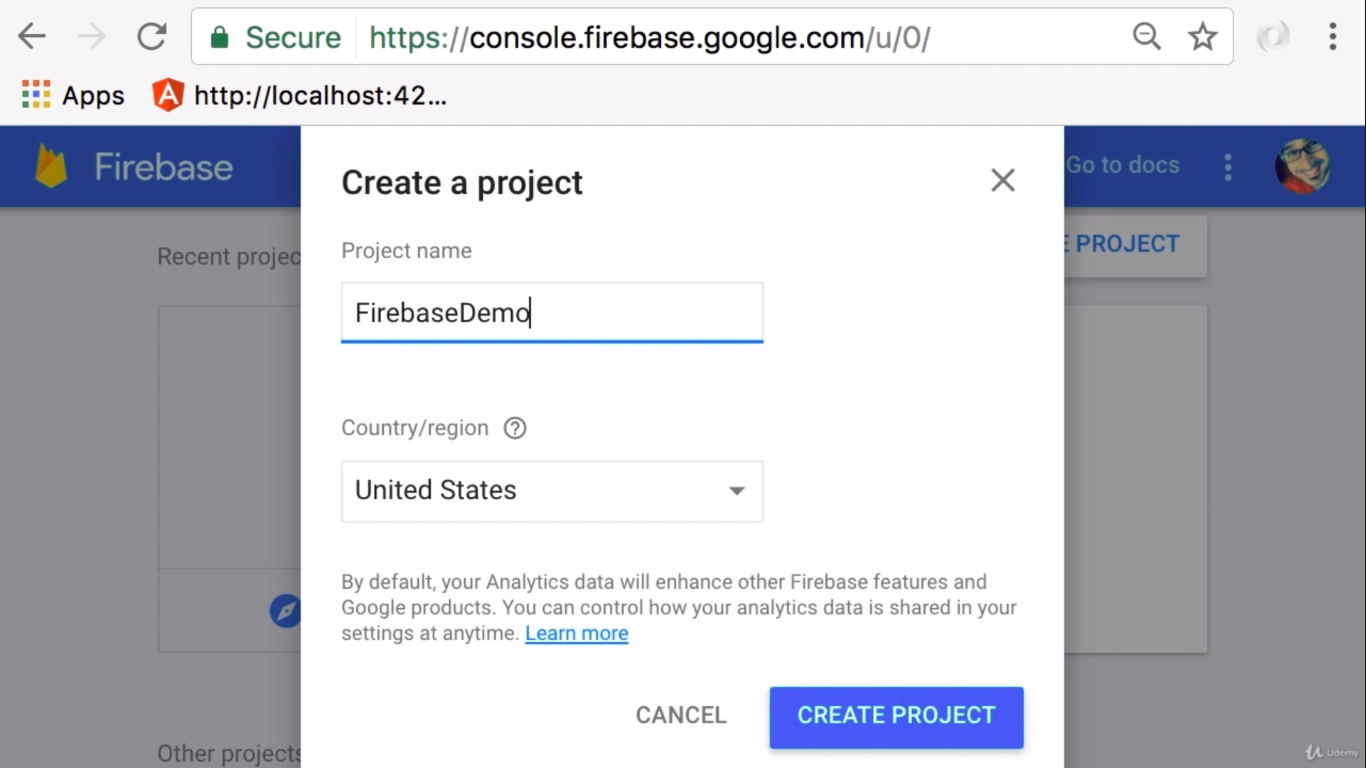 Secure https://console.firebase.google.com/u/0/
Apps http://localhost:42...
Firebase
Go to docs
Create a project
Recent projec
E PROJECT
Project name
FirebaseDemo
Country/region
United States
By default, your Analytics data will enhance other Firebase features and
Google products. You can control how your analytics data is shared in your
settings at anytime. Learn more
CANCEL
CREATE PROJECT
Other projects
Udemy